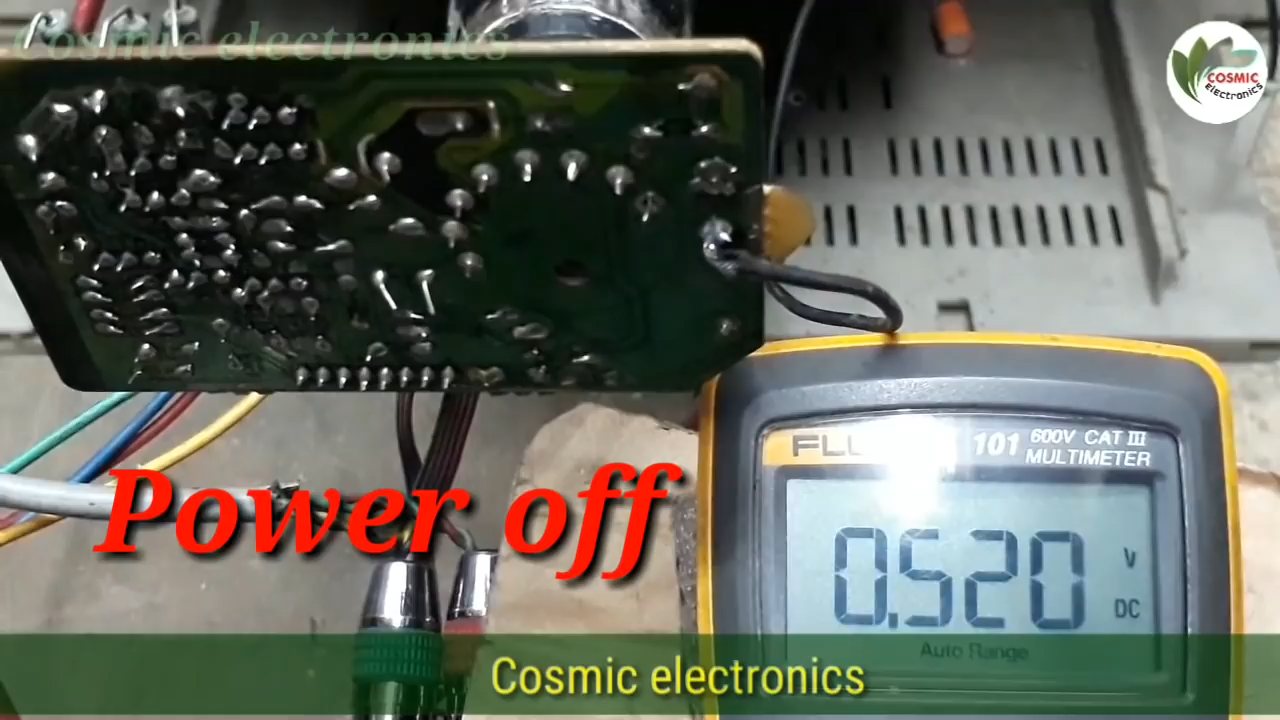 Cosmic electronics
COSMIC
Electronics
101
600V CAT III
MULTIMETER
Power off
0.520
V
DC
Auto Range
Cosmic electronics